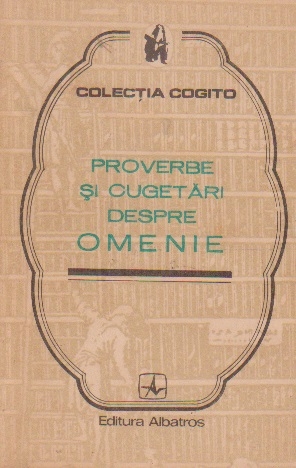 COLECȚIA COGITO
PROVERBE
ȘI CUGETĂRI
DESPRE
OMENIE
Editura Albatros